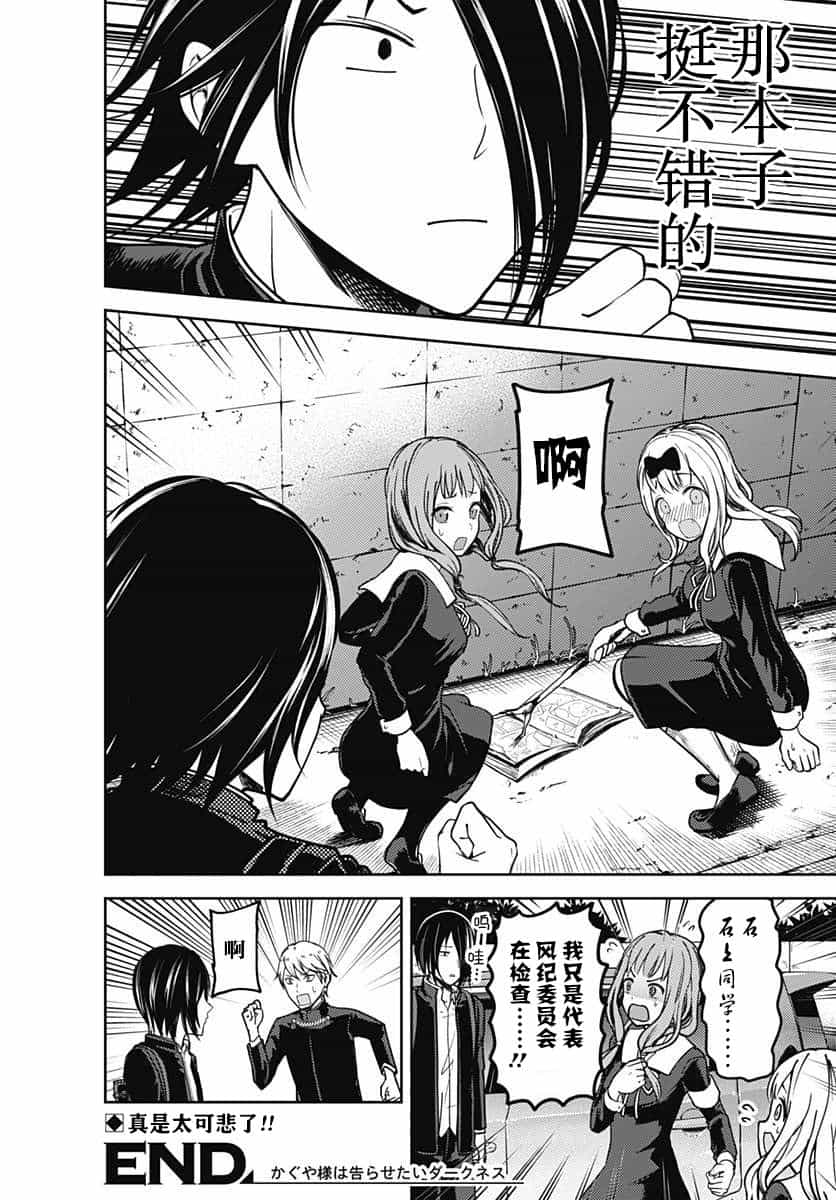 那本子
挺不错的
啊
石上同学……
我只是代表
风纪委员会
在检查……!!
呜哇…
啊
◆真是太可悲了!!
END.
かぐや様は告らせたいダークネス